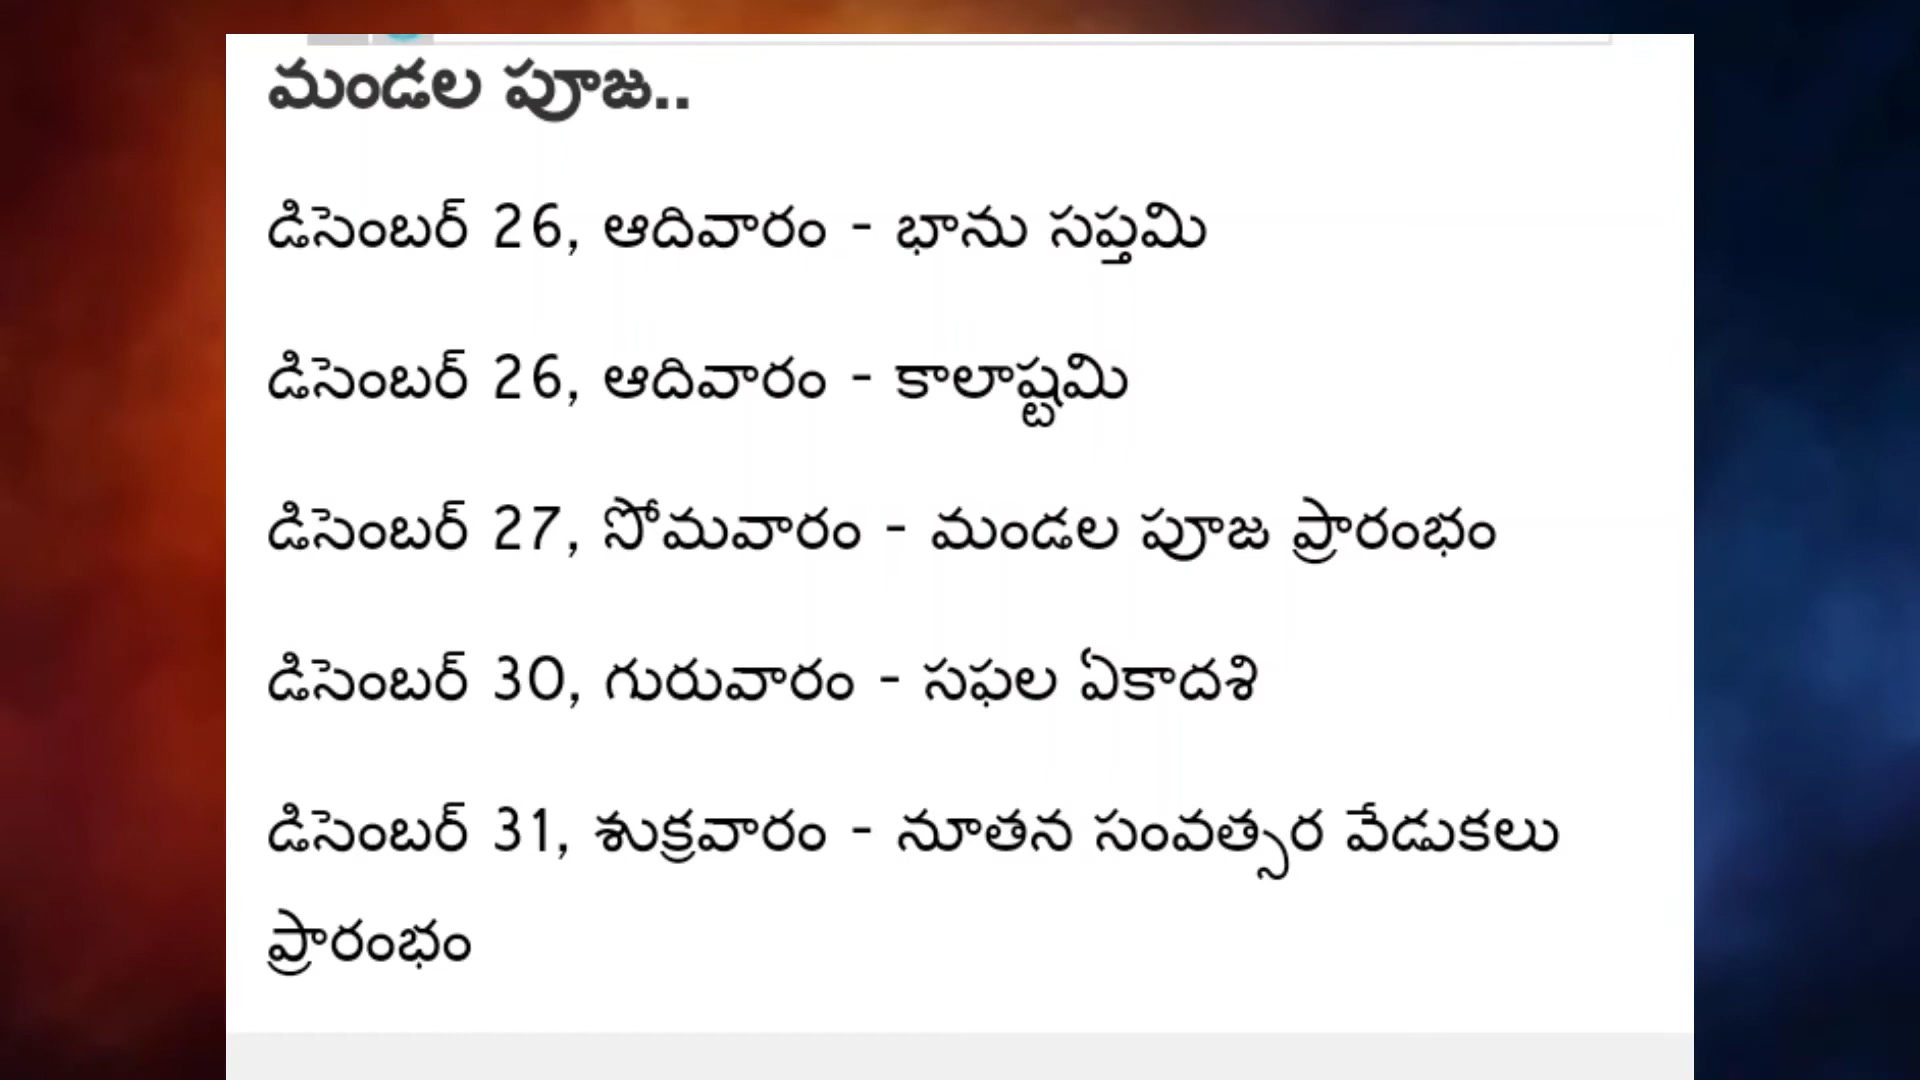 మండల పూజ..
డిసెంబర్ 26, ఆదివారం - భాను సప్తమి
డిసెంబర్ 26, ఆదివారం - కాలాష్టమి
డిసెంబర్ 27, సోమవారం - మండల పూజ ప్రారంభం
డిసెంబర్ 30, గురువారం - సఫల ఏకాదశి
డిసెంబర్ 31, శుక్రవారం - నూతన సంవత్సర వేడుకలు
ప్రారంభం